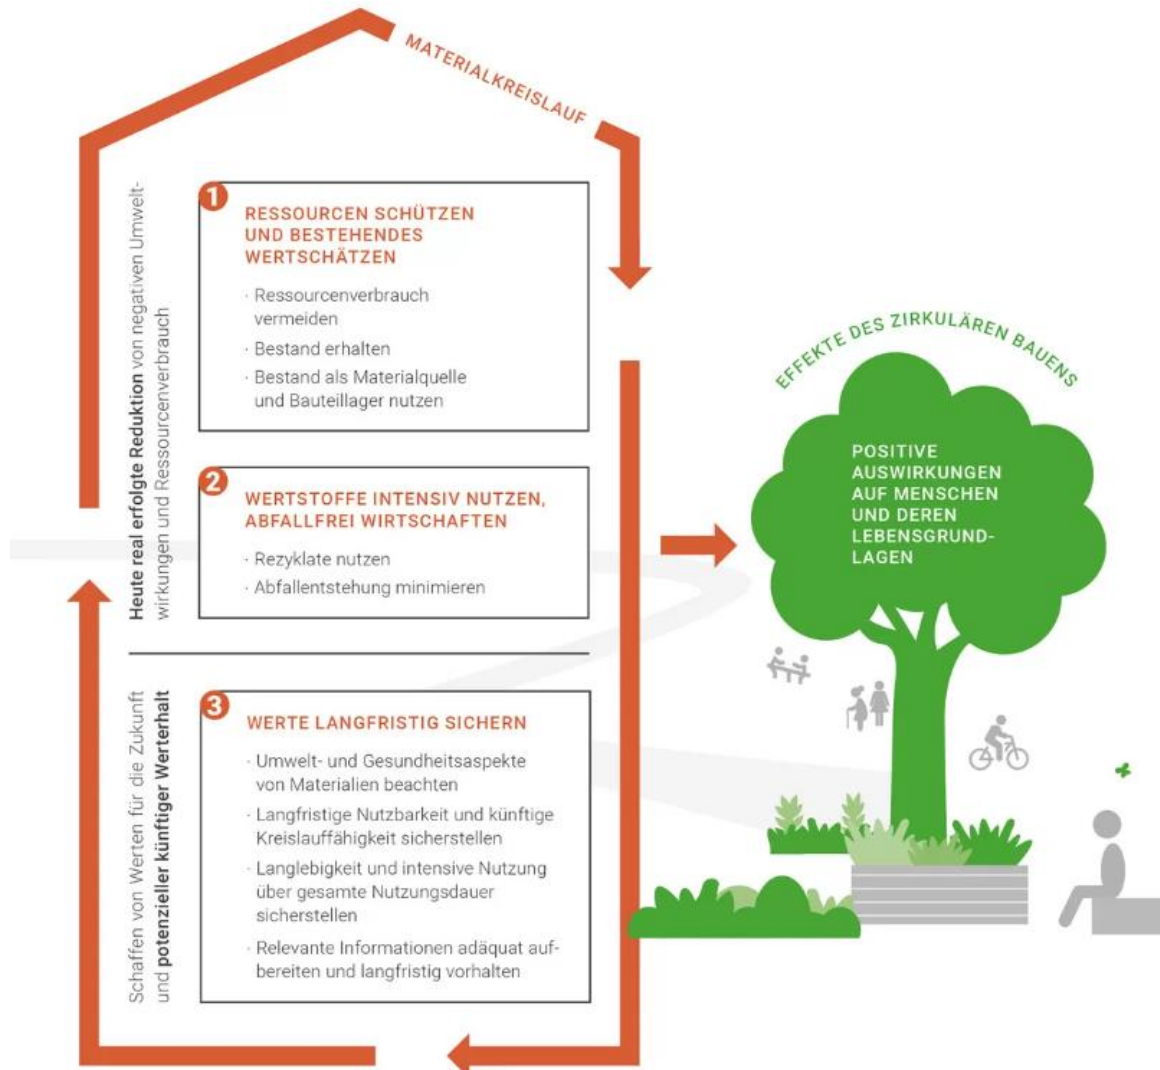 MATERIALKREISLAUF
Heute real erfolgte Reduktion von negativen Umwelt-
wirkungen und Ressourcenverbrauch
1
RESSOURCEN SCHÜTZEN
UND BESTEHENDES
WERTSCHÄTZEN
· Ressourcenverbrauch
vermeiden
· Bestand erhalten
· Bestand als Materialquelle
und Bauteillager nutzen
2
WERTSTOFFE INTENSIV NUTZEN,
ABFALLFREI WIRTSCHAFTEN
· Rezyklate nutzen
· Abfallentstehung minimieren
Schaffen von Werten für die Zukunft
und potenzieller künftiger Werterhalt
3
WERTE LANGFRISTIG SICHERN
· Umwelt- und Gesundheitsaspekte
von Materialien beachten
· Langfristige Nutzbarkeit und künftige
Kreislauffähigkeit sicherstellen
· Langlebigkeit und intensive Nutzung
über gesamte Nutzungsdauer
sicherstellen
· Relevante Informationen adäquat auf-
bereiten und langfristig vorhalten
EFFEKTE DES ZIRKULÄREN BAUENS
POSITIVE
AUSWIRKUNGEN
AUF MENSCHEN
UND DEREN
LEBENSGRUND-
LAGEN